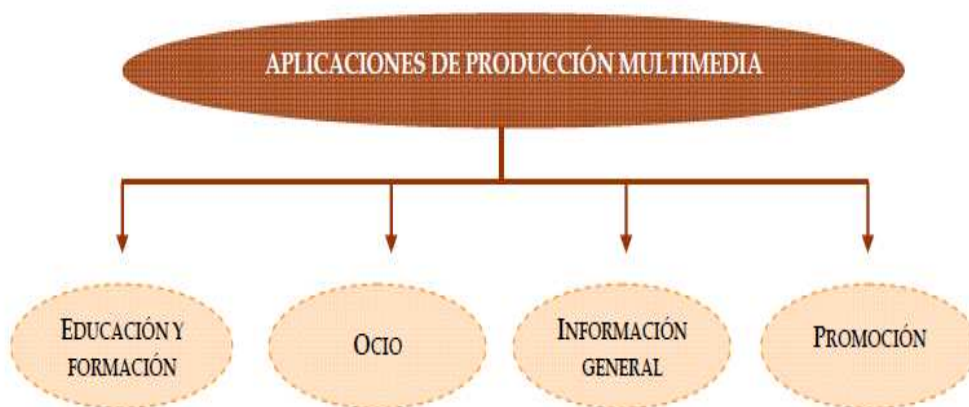 APLICACIONES DE PRODUCCIÓN MULTIMEDIA
EDUCACIÓN Y
FORMACIÓN
OCIO
INFORMACIÓN
GENERAL
PROMOCIÓN